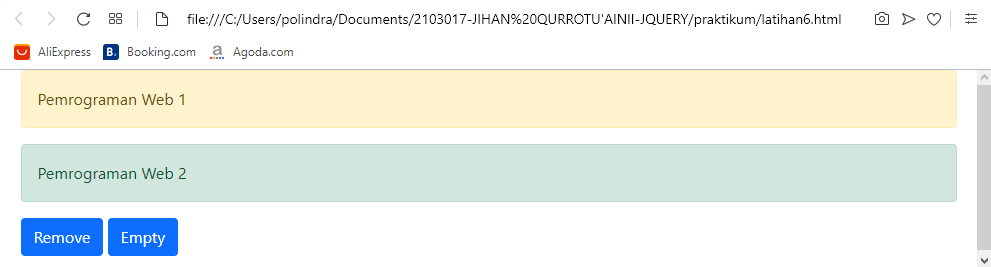 file:///C:/Users/polindra/Documents/2103017-JIHAN%20QURROTU'AINII-JQUERY/praktikum/latihan6.html
AliExpress B. Booking.com a Agoda.com
Pemrograman Web 1
Pemrograman Web 2
Remove Empty